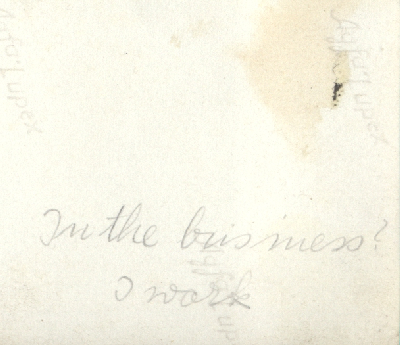 In the business?
I work